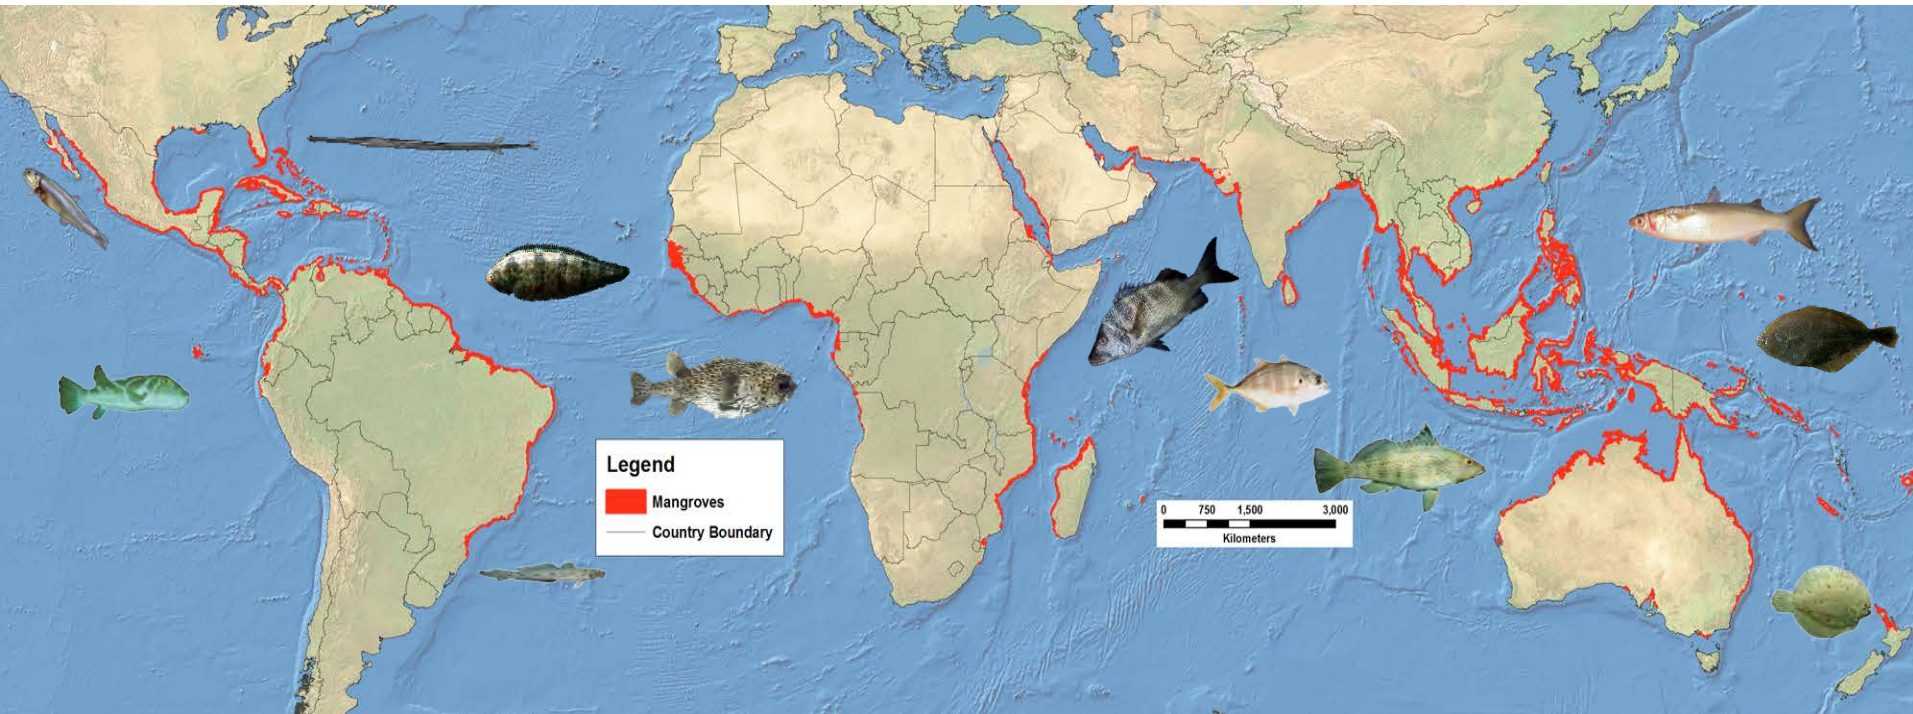 Legend
Mangroves
Country Boundary
0 750 1,500 3,000
Kilometers